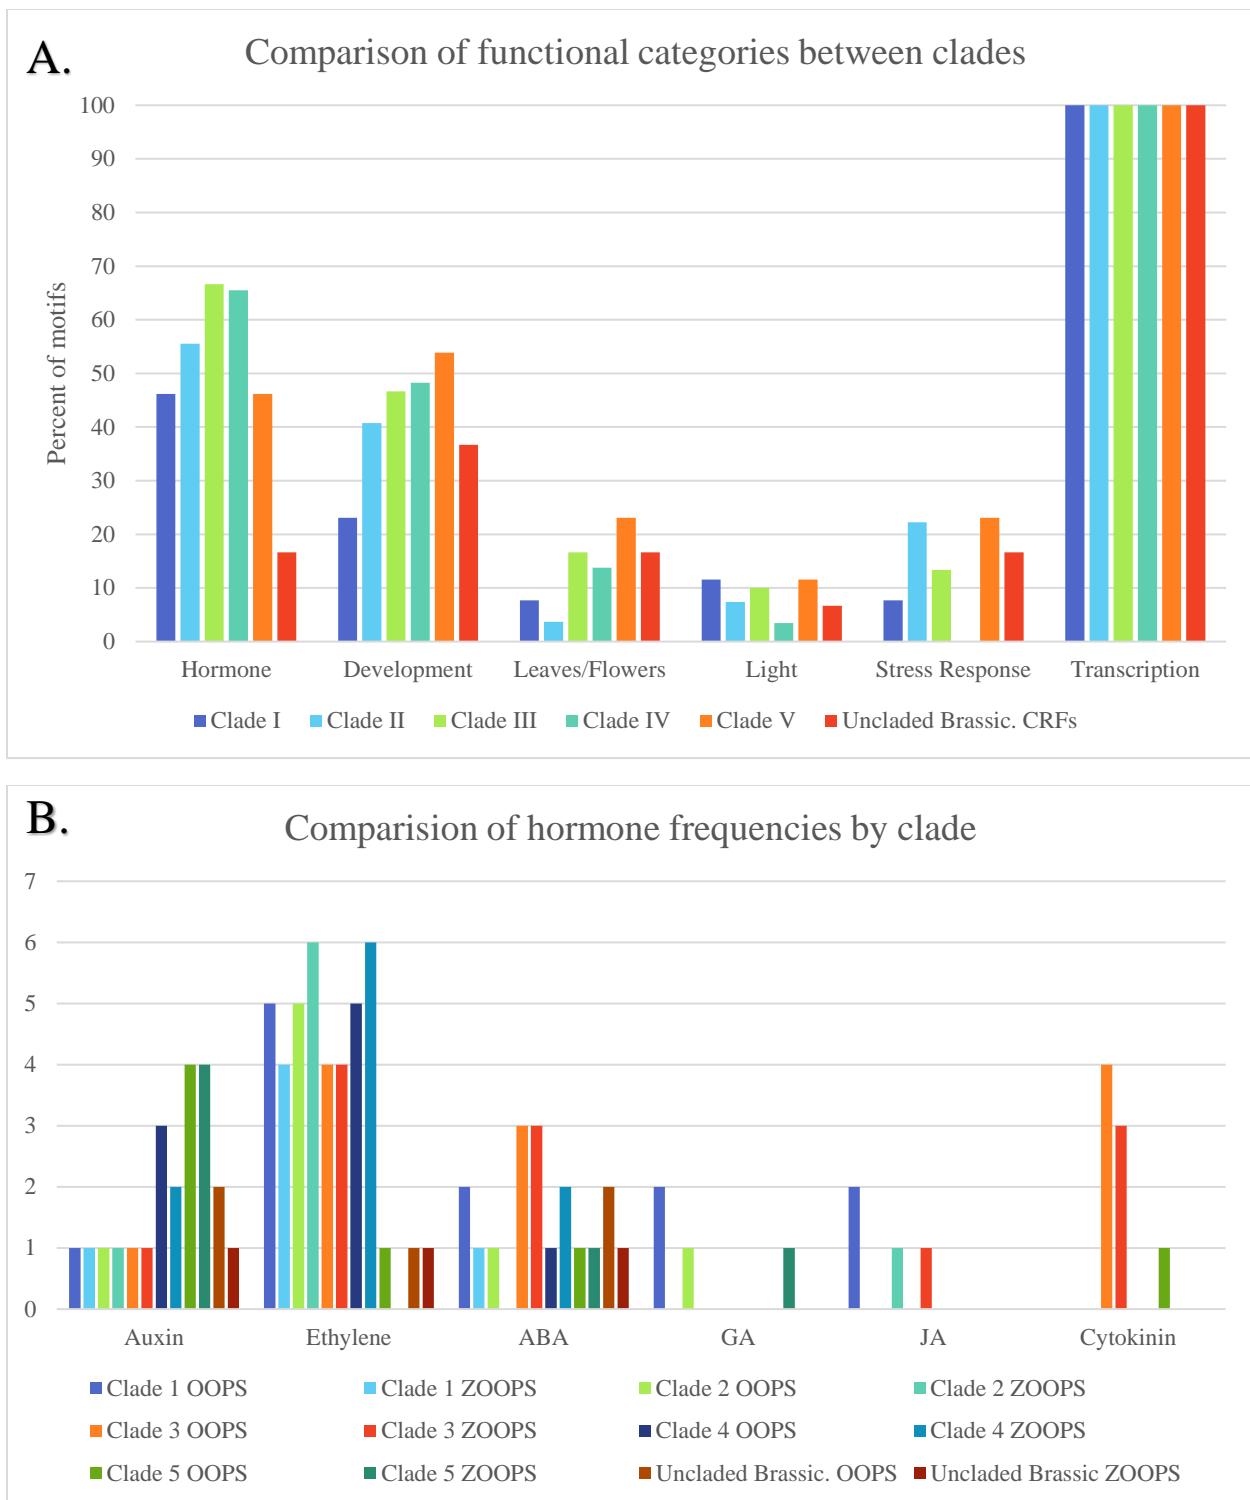 A.
Comparison of functional categories between clades
100
90
80
70
60
50
40
30
20
10
0
Percent of motifs
Hormone Development Leaves/Flowers Light Stress Response Transcription
Clade I Clade II Clade III Clade IV Clade V Uncladed Brassic. CRFs
B.
Comparision of hormone frequencies by clade
7
6
5
4
3
2
1
0
Auxin Ethylene ABA GA JA Cytokinin
Clade 1 OOPS Clade 1 ZOOPS Clade 2 OOPS Clade 2 ZOOPS
Clade 3 OOPS Clade 3 ZOOPS Clade 4 OOPS Clade 4 ZOOPS
Clade 5 OOPS Clade 5 ZOOPS Uncladed Brassic. OOPS Uncladed Brassic ZOOPS